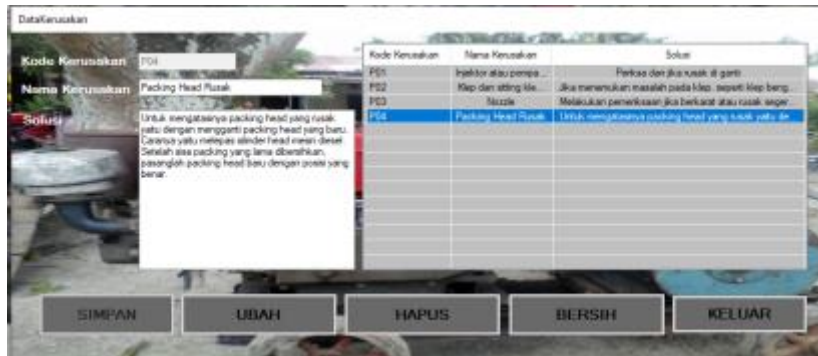 DataKerusakan
Kode Kerusakan P04
Nama Kerusakan Packing Head Rusak
Solusi
Untuk mengatasinya packing head yang rusak
yaitu dengan mengganti packing head yang baru.
Caranya yaitu melepas silinder head mesin diesel
Setelah sisa packing yang lama dibersihkan,
pasanglah packing head baru dengan posisi yang
benar.
Kode Kerusakan Nama Kerusakan Solusi
P01 Injektor atau pompa... Periksa dan jika rusak di ganti
P02 Klep dan sitting kle... Jika menemukan masalah pada klep, seperti klep beng...
P03 Nozzle Melakukan pemeriksaan jika berkarat atau rusak seger...
P04 Packing Head Rusak Untuk mengatasinya packing head yang rusak yaitu de...
SIMPAN UBAH HAPUS BERSIH KELUAR